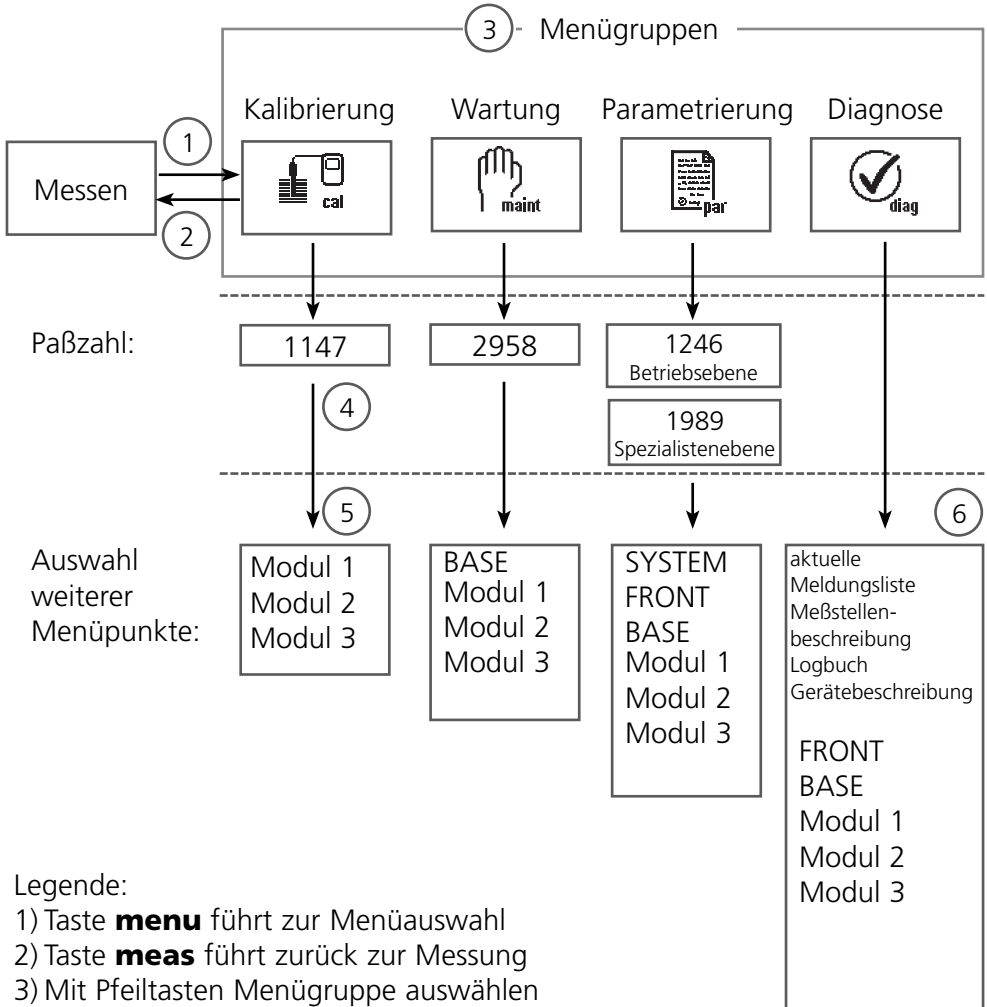 3 Menügruppen
Kalibrierung Wartung Parametrierung Diagnose
1
Messen
cal maint par diag
2
Paßzahl:
1147 2958 1246
Betriebsebene
4
1989
Spezialistenebene
5 6
Auswahl
weiterer
Menüpunkte:
Modul 1
Modul 2
Modul 3
BASE
Modul 1
Modul 2
Modul 3
SYSTEM
FRONT
BASE
Modul 1
Modul 2
Modul 3
aktuelle
Meldungsliste
Meßstellen-
beschreibung
Logbuch
Gerätebeschreibung
FRONT
BASE
Modul 1
Modul 2
Modul 3
Legende:
1) Taste menu führt zur Menüauswahl
2) Taste meas führt zurück zur Messung
3) Mit Pfeiltasten Menügruppe auswählen